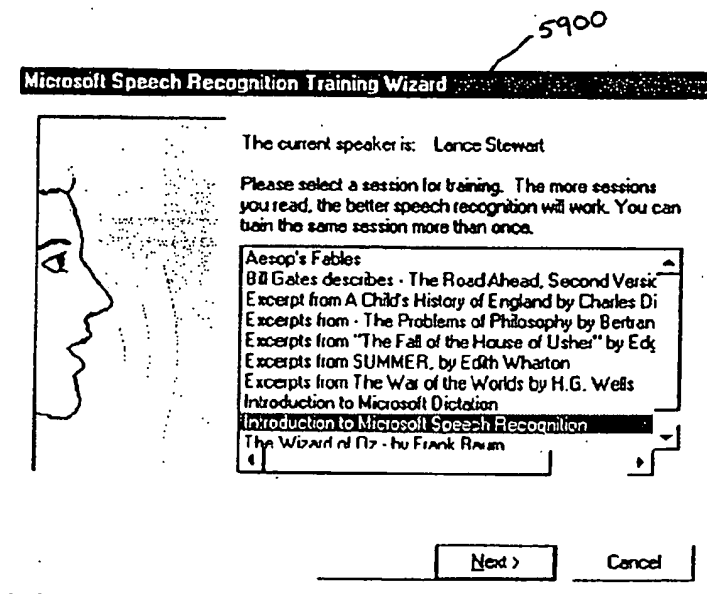 5900
Microsoft Speech Recognition Training Wizard
The current speaker is: Lance Stewart
Please select a session for training. The more sessions
you read, the better speech recognition will work. You can
train the same session more than once.
Aesop's Fables
Bill Gates describes - The Road Ahead, Second Versic
Excerpt from A Child's History of England by Charles Di
Excerpts from - The Problems of Philosophy by Bertran
Excerpts from "The Fall of the House of Usher" by Edg
Excerpts from SUMMER, by Edith Wharton
Excerpts from The War of the Worlds by H.G. Wells
Introduction to Microsoft Dictation
Introduction to Microsoft Speech Recognition
The Wizard of Oz - by Frank Baum
Next > Cancel